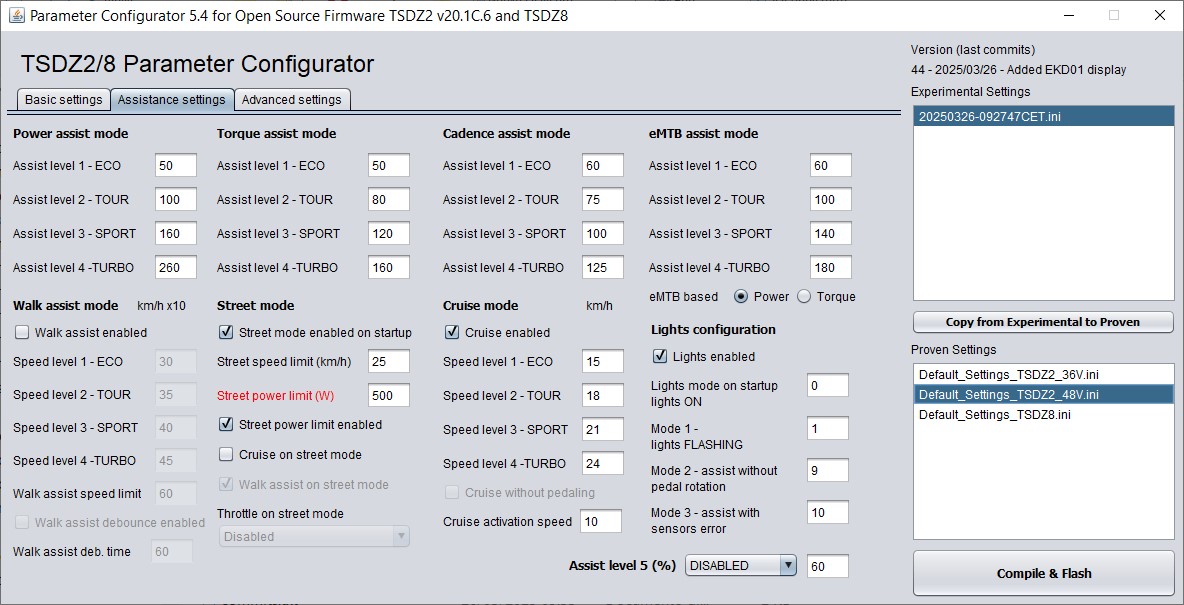 Parameter Configurator 5.4 for Open Source Firmware TSDZ2 v20.1C.6 and TSDZ8
TSDZ2/8 Parameter Configurator
Basic settings
Assistance settings
Advanced settings
Power assist mode
Assist level 1 - ECO 50
Assist level 2 - TOUR 100
Assist level 3 - SPORT 160
Assist level 4 -TURBO 260
Torque assist mode
Assist level 1 - ECO 50
Assist level 2 - TOUR 80
Assist level 3 - SPORT 120
Assist level 4 -TURBO 160
Cadence assist mode
Assist level 1 - ECO 60
Assist level 2 - TOUR 75
Assist level 3 - SPORT 100
Assist level 4 -TURBO 125
eMTB assist mode
Assist level 1 - ECO 60
Assist level 2 - TOUR 100
Assist level 3 - SPORT 140
Assist level 4 -TURBO 180
eMTB based Power Torque
Walk assist mode km/h x10
Walk assist enabled
Speed level 1 - ECO 30
Speed level 2 - TOUR 35
Speed level 3 - SPORT 40
Speed level 4 -TURBO 45
Walk assist speed limit 60
Walk assist debounce enabled
Walk assist deb. time 60
Street mode
Street mode enabled on startup
Street speed limit (km/h) 25
Street power limit (W) 500
Street power limit enabled
Cruise on street mode
Walk assist on street mode
Throttle on street mode
Disabled
Cruise mode km/h
Cruise enabled
Speed level 1 - ECO 15
Speed level 2 - TOUR 18
Speed level 3 - SPORT 21
Speed level 4 -TURBO 24
Cruise without pedaling
Cruise activation speed 10
Lights configuration
Lights enabled
Lights mode on startup 0
lights ON
Mode 1 - 1
lights FLASHING
Mode 2 - assist without 9
pedal rotation
Mode 3 - assist with 10
sensors error
Assist level 5 (%) DISABLED 60
Version (last commits)
44 - 2025/03/26 - Added EKD01 display
Experimental Settings
20250326-092747CET.ini
Copy from Experimental to Proven
Proven Settings
Default_Settings_TSDZ2_36V.ini
Default_Settings_TSDZ2_48V.ini
Default_Settings_TSDZ8.ini
Compile & Flash